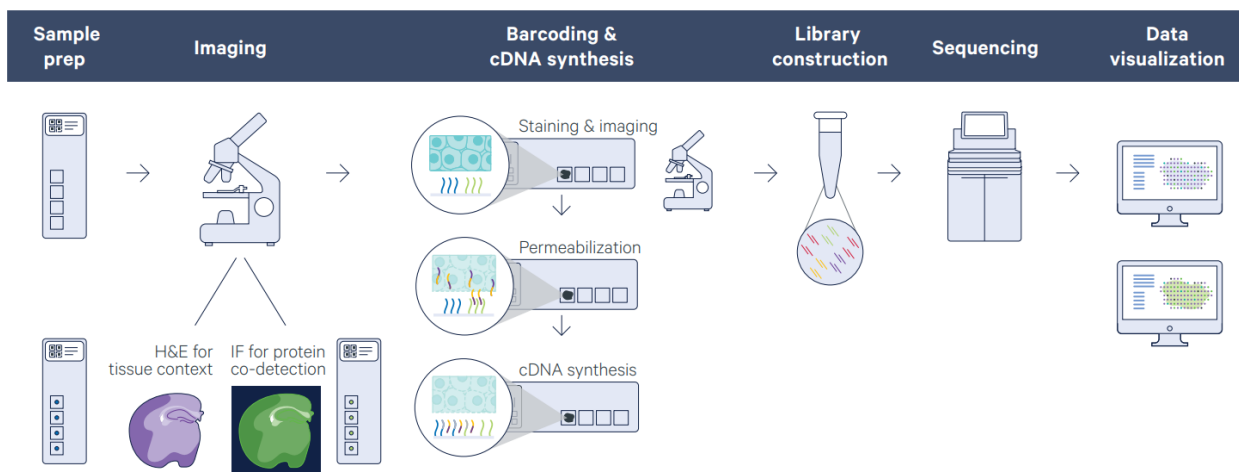 Sample
prep
Imaging
Barcoding &
cDNA synthesis
Library
construction
Sequencing
Data
visualization
Staining & imaging
Permeabilization
cDNA synthesis
H&E for
tissue context
IF for protein
co-detection